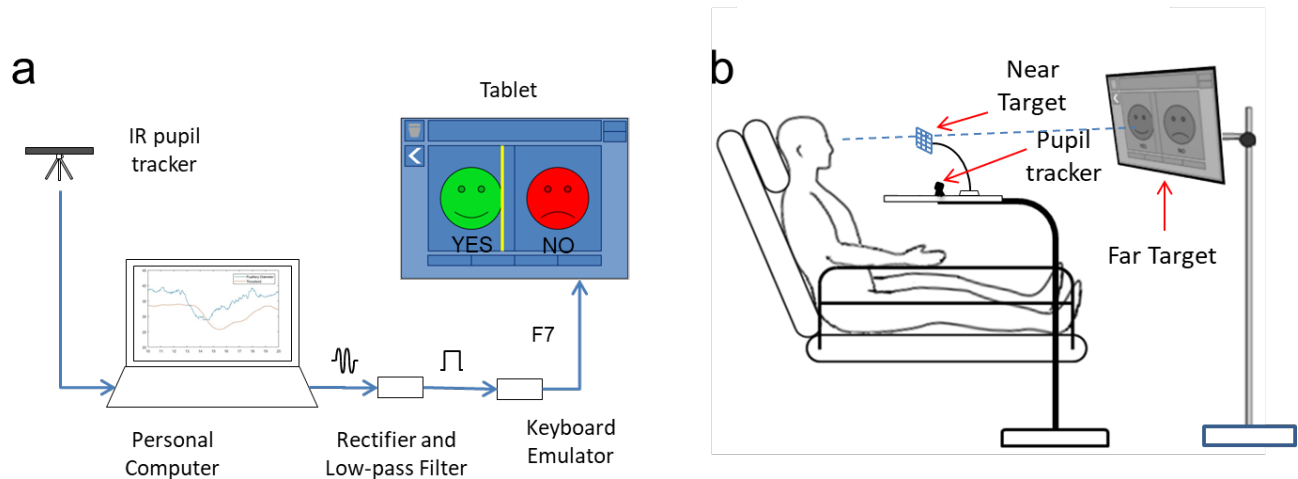 a
IR pupil
tracker
Tablet
YES
NO
F7
Personal
Computer
Rectifier and
Low-pass Filter
Keyboard
Emulator
b
Near
Target
Pupil
tracker
Far Target
NO